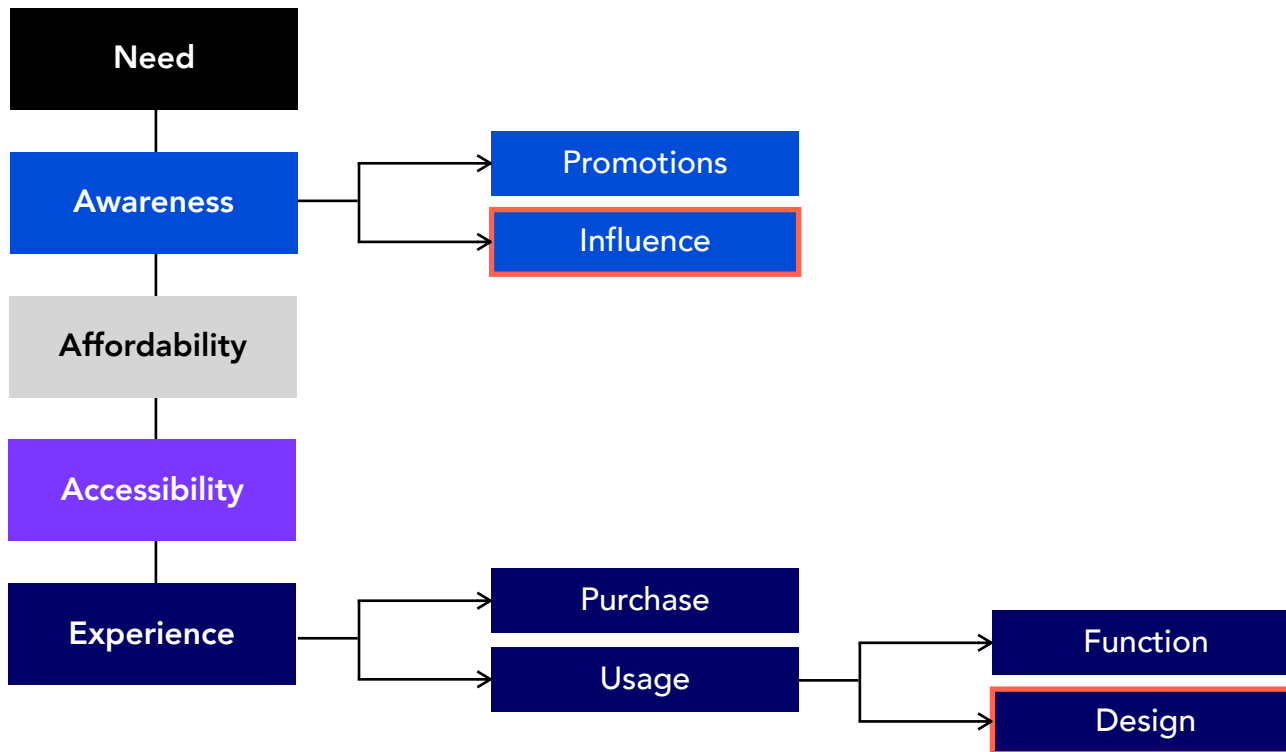 Need
Promotions
Awareness
Influence
Affordability
Accessibility
Purchase
Experience
Function
Usage
Design